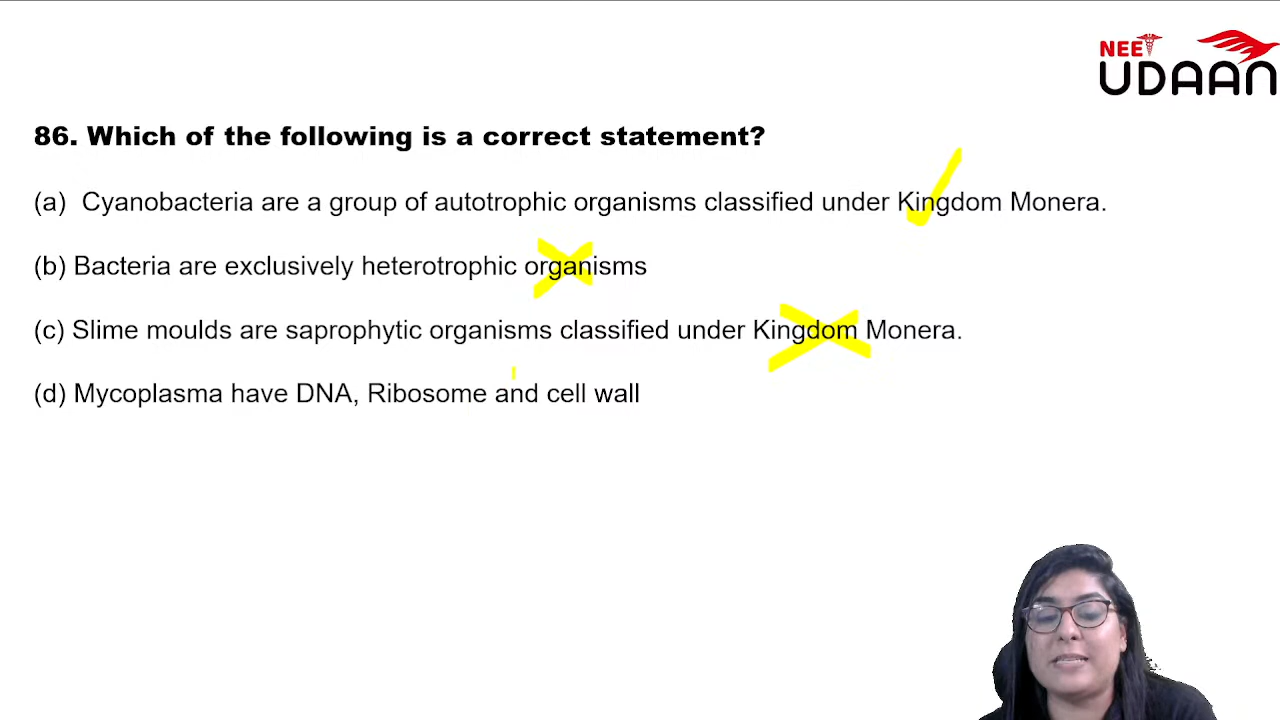 NEET
UDAAN
86. Which of the following is a correct statement?
(a) Cyanobacteria are a group of autotrophic organisms classified under Kingdom Monera.
(b) Bacteria are exclusively heterotrophic organisms
(c) Slime moulds are saprophytic organisms classified under Kingdom Monera.
(d) Mycoplasma have DNA, Ribosome and cell wall